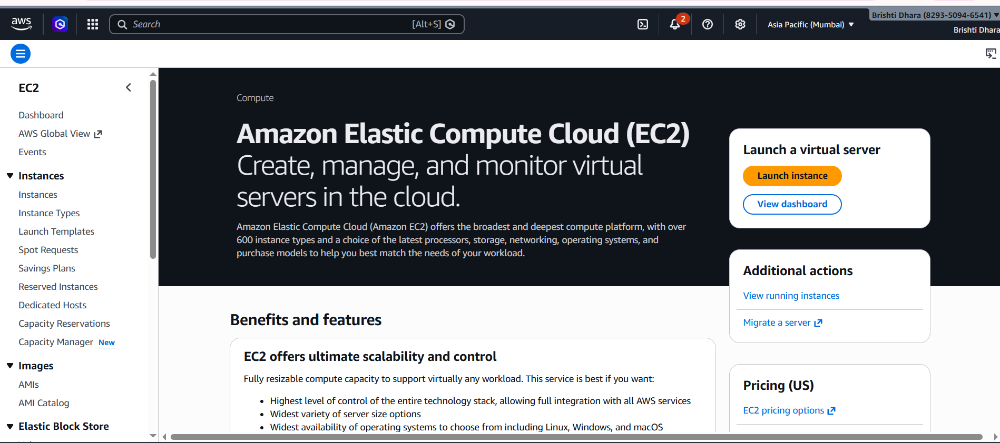 aws
Search
[Alt+S]
2
Asia Pacific (Mumbai)
Brishti Dhara (8293-5094-6541)
Brishti Dhara
EC2
Dashboard
AWS Global View
Events
Instances
Instances
Instance Types
Launch Templates
Spot Requests
Savings Plans
Reserved Instances
Dedicated Hosts
Capacity Reservations
Capacity Manager New
Images
AMIs
AMI Catalog
Elastic Block Store
Compute
Amazon Elastic Compute Cloud (EC2)
Create, manage, and monitor virtual
servers in the cloud.
Amazon Elastic Compute Cloud (Amazon EC2) offers the broadest and deepest compute platform, with over
600 instance types and a choice of the latest processors, storage, networking, operating systems, and
purchase models to help you best match the needs of your workload.
Benefits and features
EC2 offers ultimate scalability and control
Fully resizable compute capacity to support virtually any workload. This service is best if you want:
• Highest level of control of the entire technology stack, allowing full integration with all AWS services
• Widest variety of server size options
• Widest availability of operating systems to choose from including Linux, Windows, and macOS
Launch a virtual server
Launch instance
View dashboard
Additional actions
View running instances
Migrate a server
Pricing (US)
EC2 pricing options